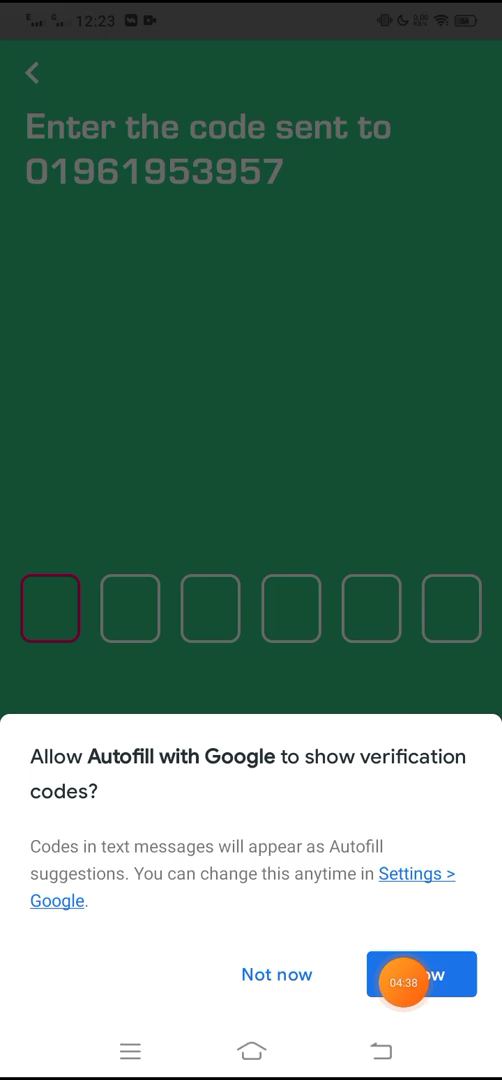 12:23
Enter the code sent to
01961953957
Allow Autofill with Google to show verification
codes?
Codes in text messages will appear as Autofill
suggestions. You can change this anytime in Settings >
Google.
Not now
04:38